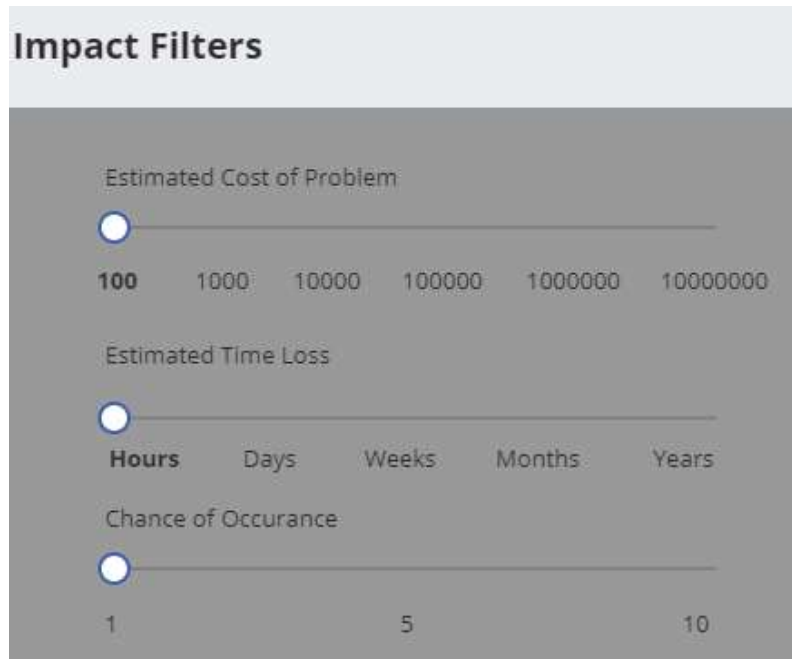 Impact Filters
Estimated Cost of Problem
100 1000 10000 100000 1000000 10000000
Estimated Time Loss
Hours Days Weeks Months Years
Chance of Occurance
1 5 10